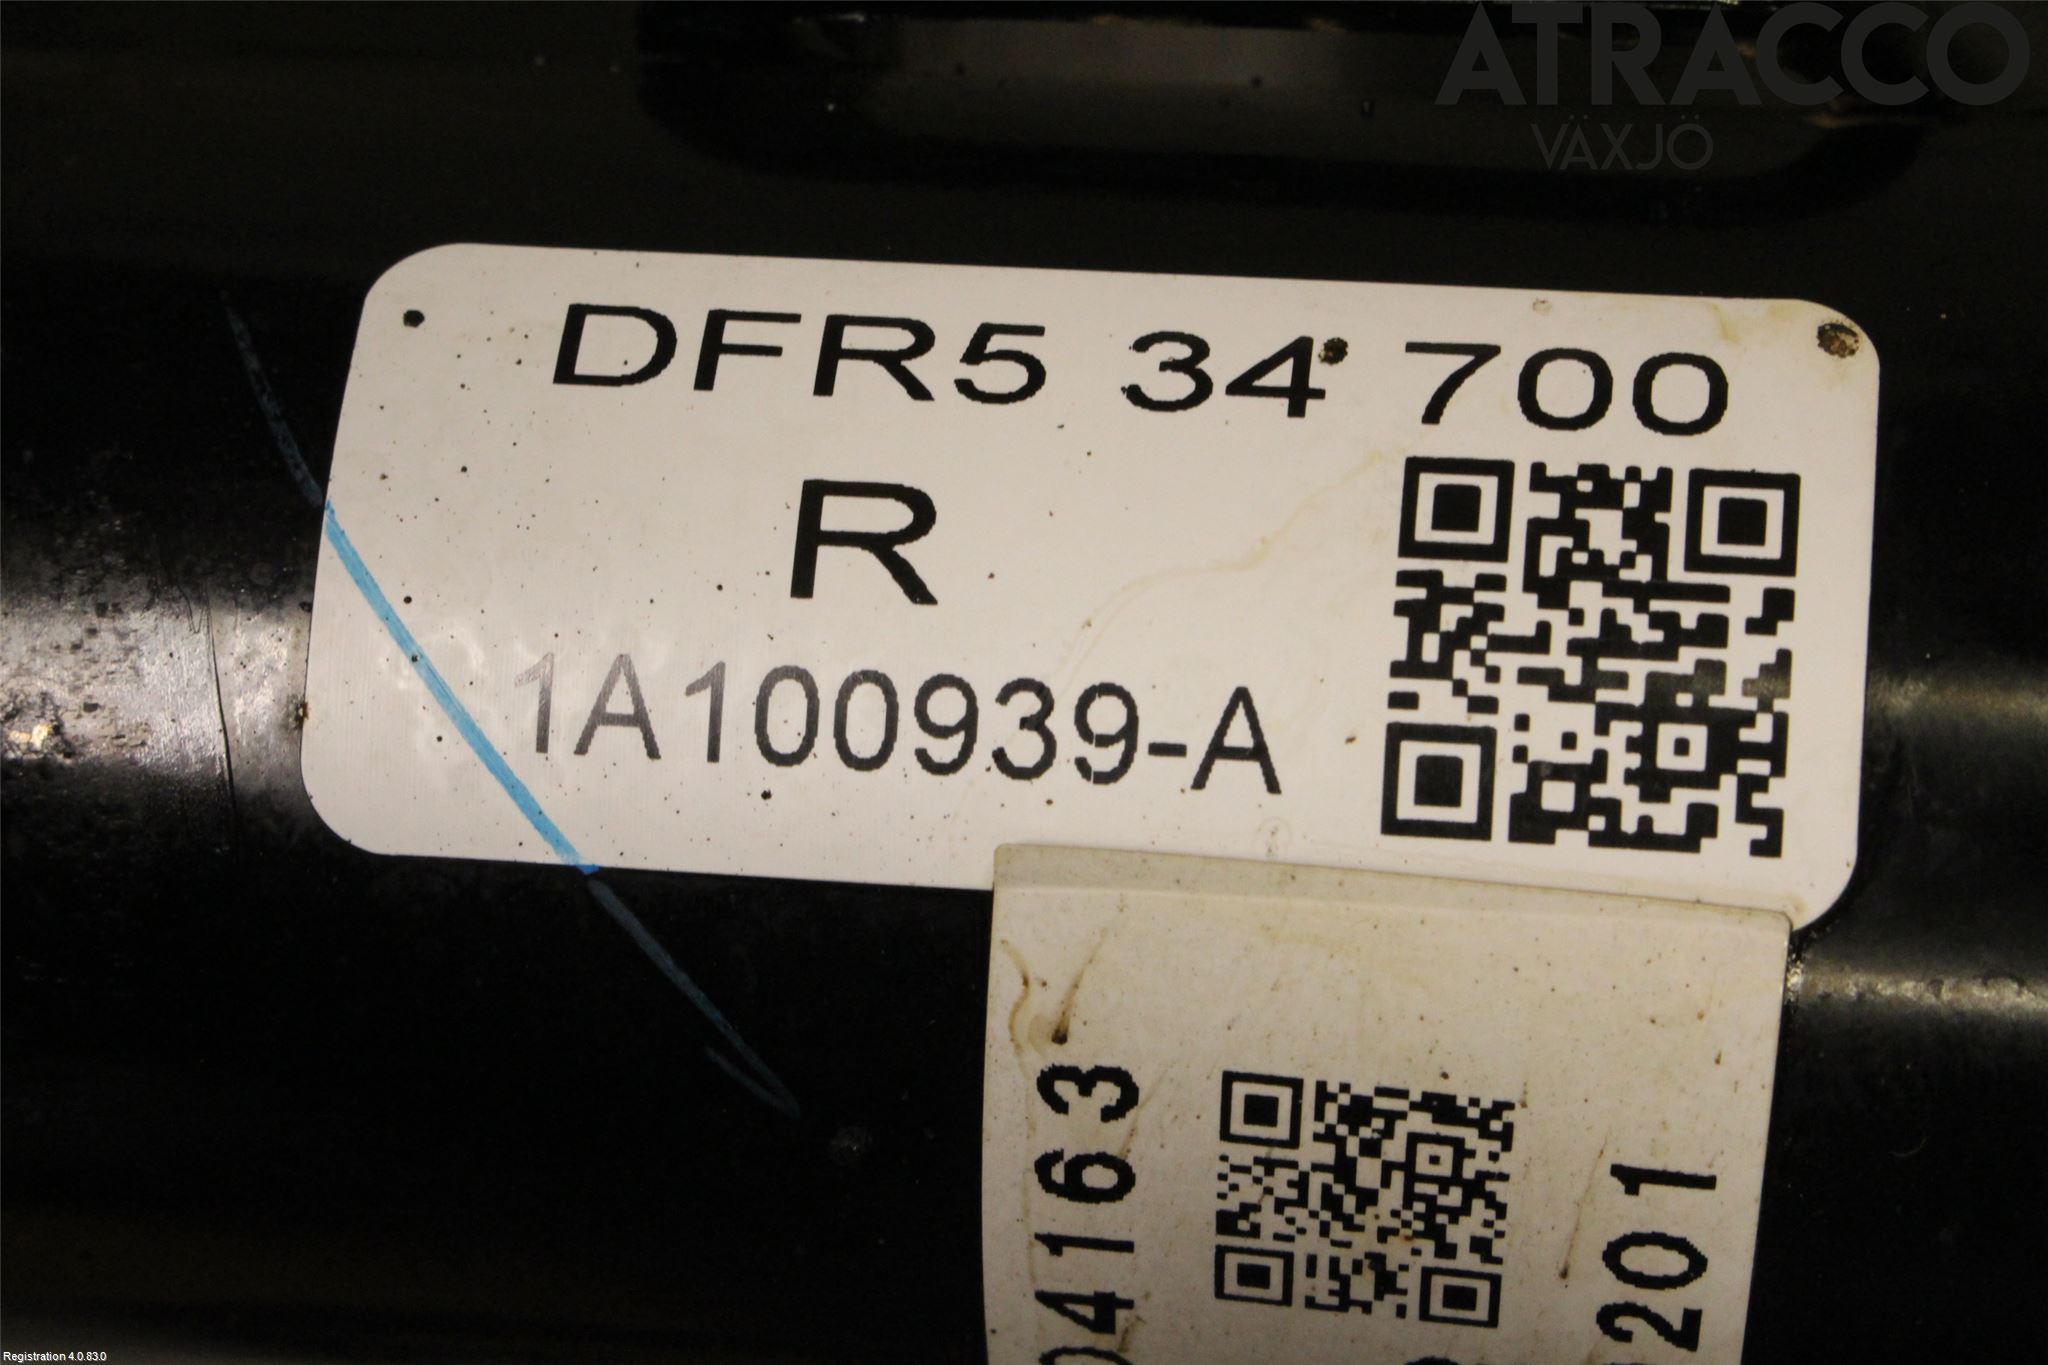 ATRACCO
VÄXJÖ
DFR5 34 700
R
1A100939-A
04163
201
Registration 4.0.83.0